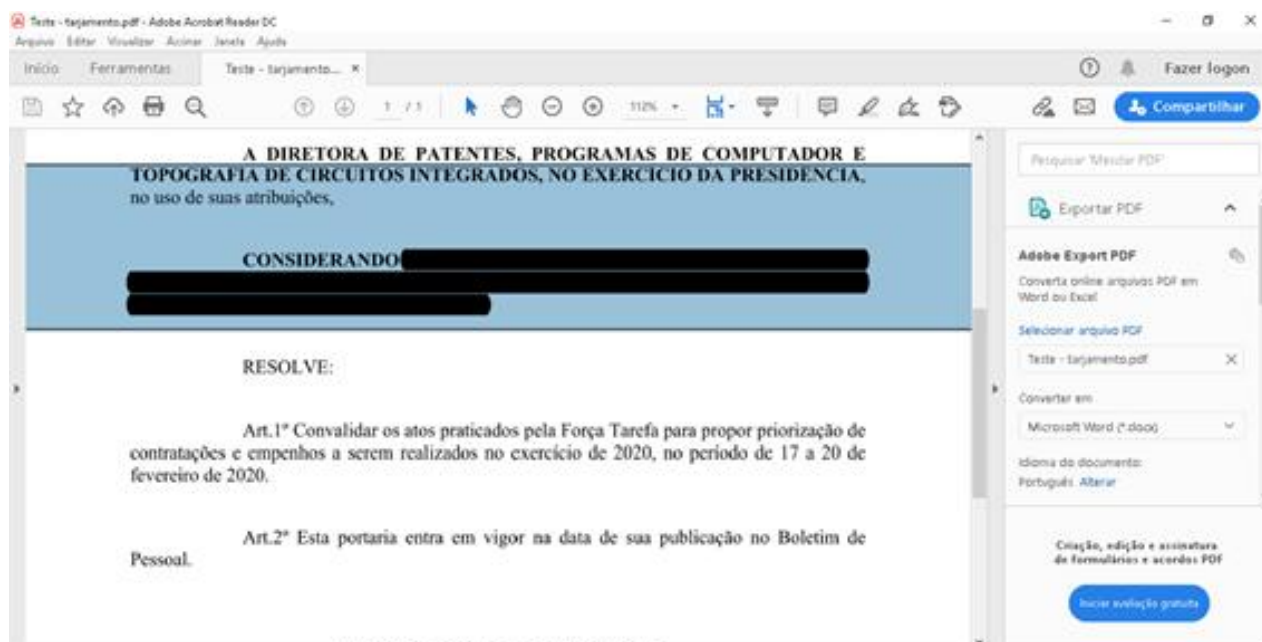 Teste - tarjamento.pdf - Adobe Acrobat Reader DC
Arquivo Editar Visualizar Assinar Janela Ajuda
Início Ferramentas Teste - tarjamento... × Fazer logon
1 / 1 112% Compartilhar
A DIRETORA DE PATENTES, PROGRAMAS DE COMPUTADOR E
TOPOGRAFIA DE CIRCUITOS INTEGRADOS, NO EXERCÍCIO DA PRESIDÊNCIA,
no uso de suas atribuições,
CONSIDERANDO
RESOLVE:
Art.1º Convalidar os atos praticados pela Força Tarefa para propor priorização de
contratações e empenhos a serem realizados no exercício de 2020, no período de 17 a 20 de
fevereiro de 2020.
Art.2º Esta portaria entra em vigor na data de sua publicação no Boletim de
Pessoal.
Pesquisar 'Mesclar PDF'
Exportar PDF
Adobe Export PDF
Converta online arquivos PDF em
Word ou Excel
Selecionar arquivo PDF
Teste - tarjamento.pdf ×
Converter em
Microsoft Word (*.docx)
Idioma do documento:
Português Alterar
Criação, edição e assinatura
de formulários e acordos PDF
Iniciar avaliação gratuita